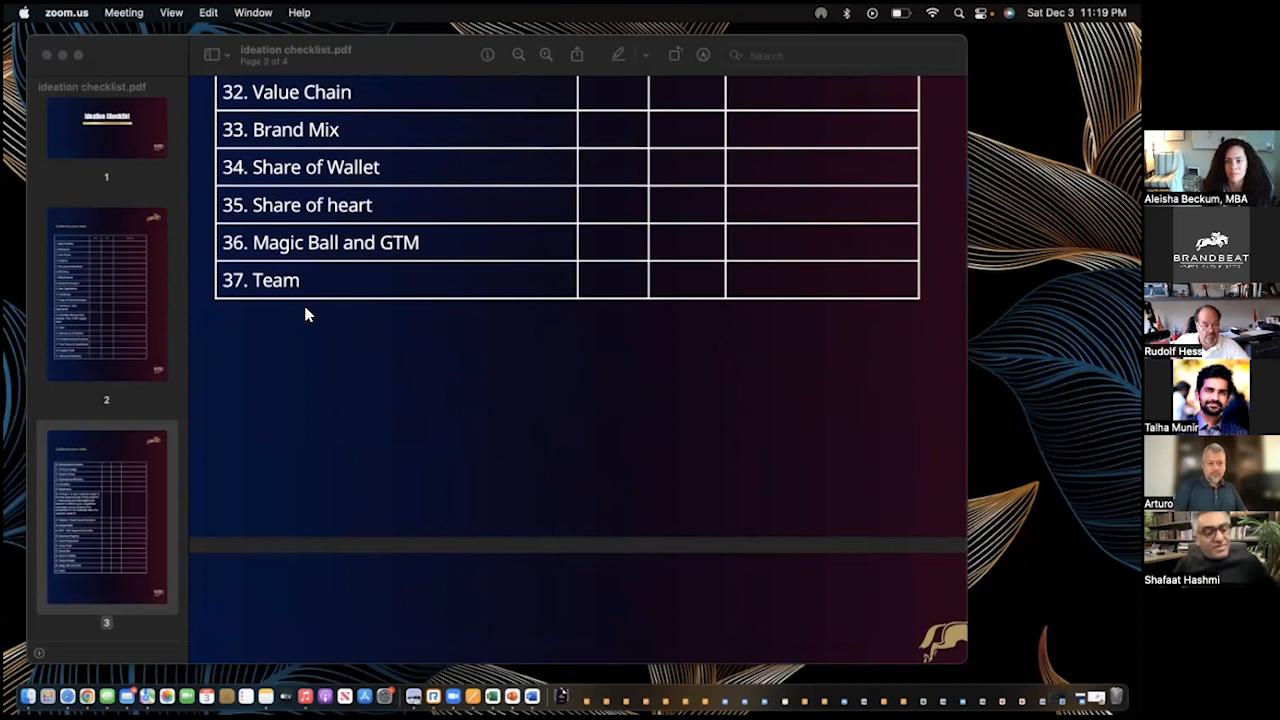 zoom.us Meeting View Edit Window Help
Sat Dec 3 11:19 PM
ideation checklist.pdf
Page 3 of 4
Search
ideation checklist.pdf
Ideation Checklist
1
2
3
32. Value Chain
33. Brand Mix
34. Share of Wallet
35. Share of heart
36. Magic Ball and GTM
37. Team
Aleisha Beckum, MBA
BRANDBEAT
Rudolf Hess
Talha Munir
Arturo
Shafaat Hashmi